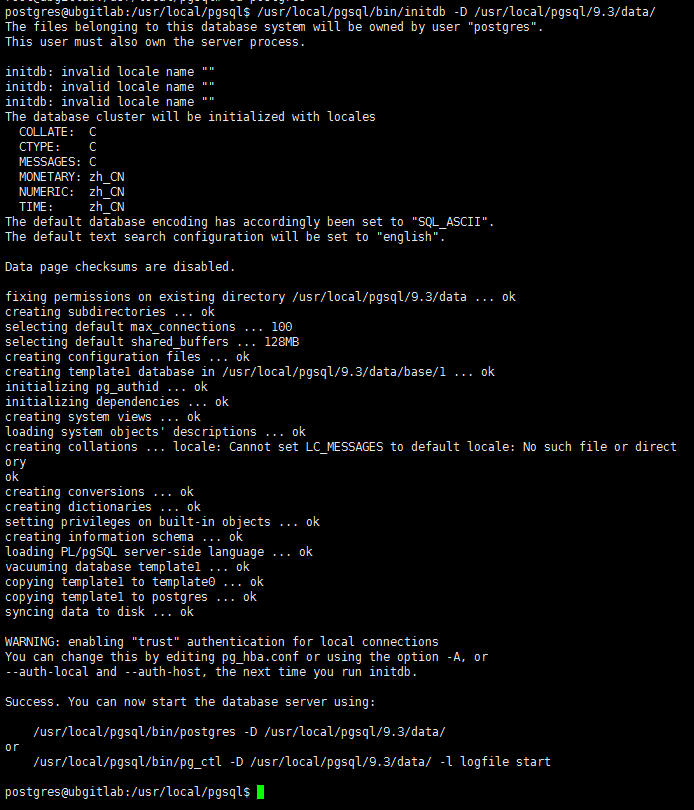 postgres@ubgitlab:/usr/local/pgsql$ /usr/local/pgsql/bin/initdb -D /usr/local/pgsql/9.3/data/
The files belonging to this database system will be owned by user "postgres".
This user must also own the server process.

initdb: invalid locale name ""
initdb: invalid locale name ""
initdb: invalid locale name ""
The database cluster will be initialized with locales
  COLLATE:  C
  CTYPE:    C
  MESSAGES: C
  MONETARY: zh_CN
  NUMERIC:  zh_CN
  TIME:     zh_CN
The default database encoding has accordingly been set to "SQL_ASCII".
The default text search configuration will be set to "english".

Data page checksums are disabled.

fixing permissions on existing directory /usr/local/pgsql/9.3/data ... ok
creating subdirectories ... ok
selecting default max_connections ... 100
selecting default shared_buffers ... 128MB
creating configuration files ... ok
creating template1 database in /usr/local/pgsql/9.3/data/base/1 ... ok
initializing pg_authid ... ok
initializing dependencies ... ok
creating system views ... ok
loading system objects' descriptions ... ok
creating collations ... locale: Cannot set LC_MESSAGES to default locale: No such file or direct
ory
ok
creating conversions ... ok
creating dictionaries ... ok
setting privileges on built-in objects ... ok
creating information schema ... ok
loading PL/pgSQL server-side language ... ok
vacuuming database template1 ... ok
copying template1 to template0 ... ok
copying template1 to postgres ... ok
syncing data to disk ... ok

WARNING: enabling "trust" authentication for local connections
You can change this by editing pg_hba.conf or using the option -A, or
--auth-local and --auth-host, the next time you run initdb.

Success. You can now start the database server using:

    /usr/local/pgsql/bin/postgres -D /usr/local/pgsql/9.3/data/
or
    /usr/local/pgsql/bin/pg_ctl -D /usr/local/pgsql/9.3/data/ -l logfile start

postgres@ubgitlab:/usr/local/pgsql$